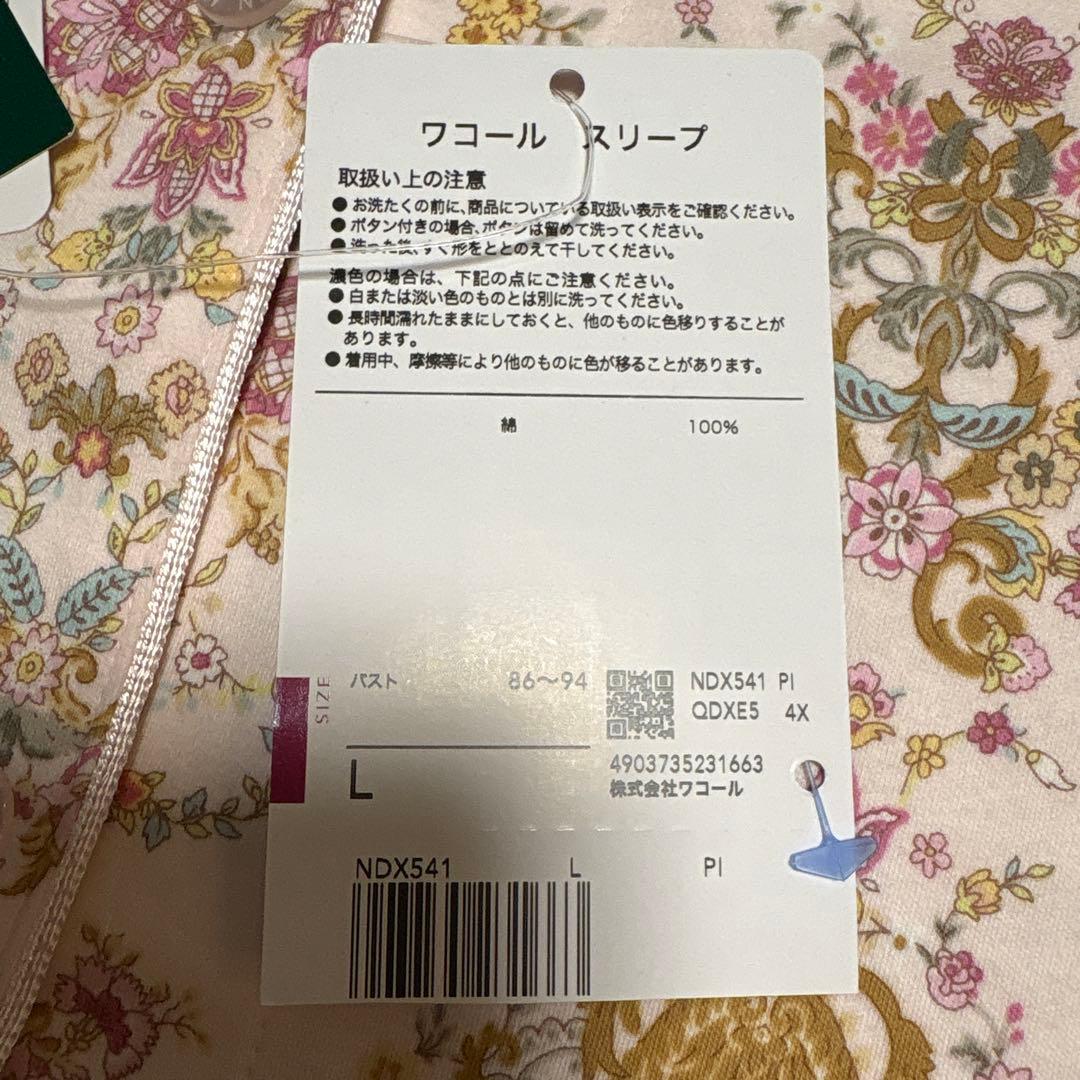 ワコール スリープ
取扱い上の注意
● お洗たくの前に、商品についている取扱い表示をご確認ください。
● ボタン付きの場合、ボタンは留めて洗ってください。
● 洗った後、すぐ形をととのえて干してください。
濃色の場合は、下記の点にご注意ください。
● 白または淡い色のものとは別に洗ってください。
● 長時間濡れたままにしておくと、他のものに色移りすることが
あります。
● 着用中、摩擦等により他のものに色が移ることがあります。
綿 100%
SIZE
バスト 86〜94
L
NDX541 PI
QDXE5 4X
4903735231663
株式会社ワコール
NDX541 L PI